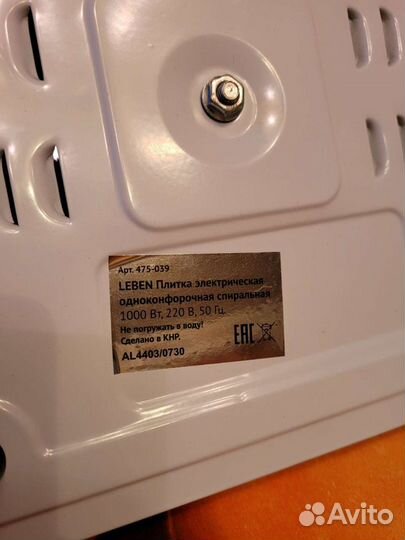 Арт. 475-039
LEBEN Плитка электрическая
одноконфорочная спиральная
1000 Вт, 220 В, 50 Гц.
Не погружать в воду!
Сделано в КНР.
AL4403/0730
EAC
Avito